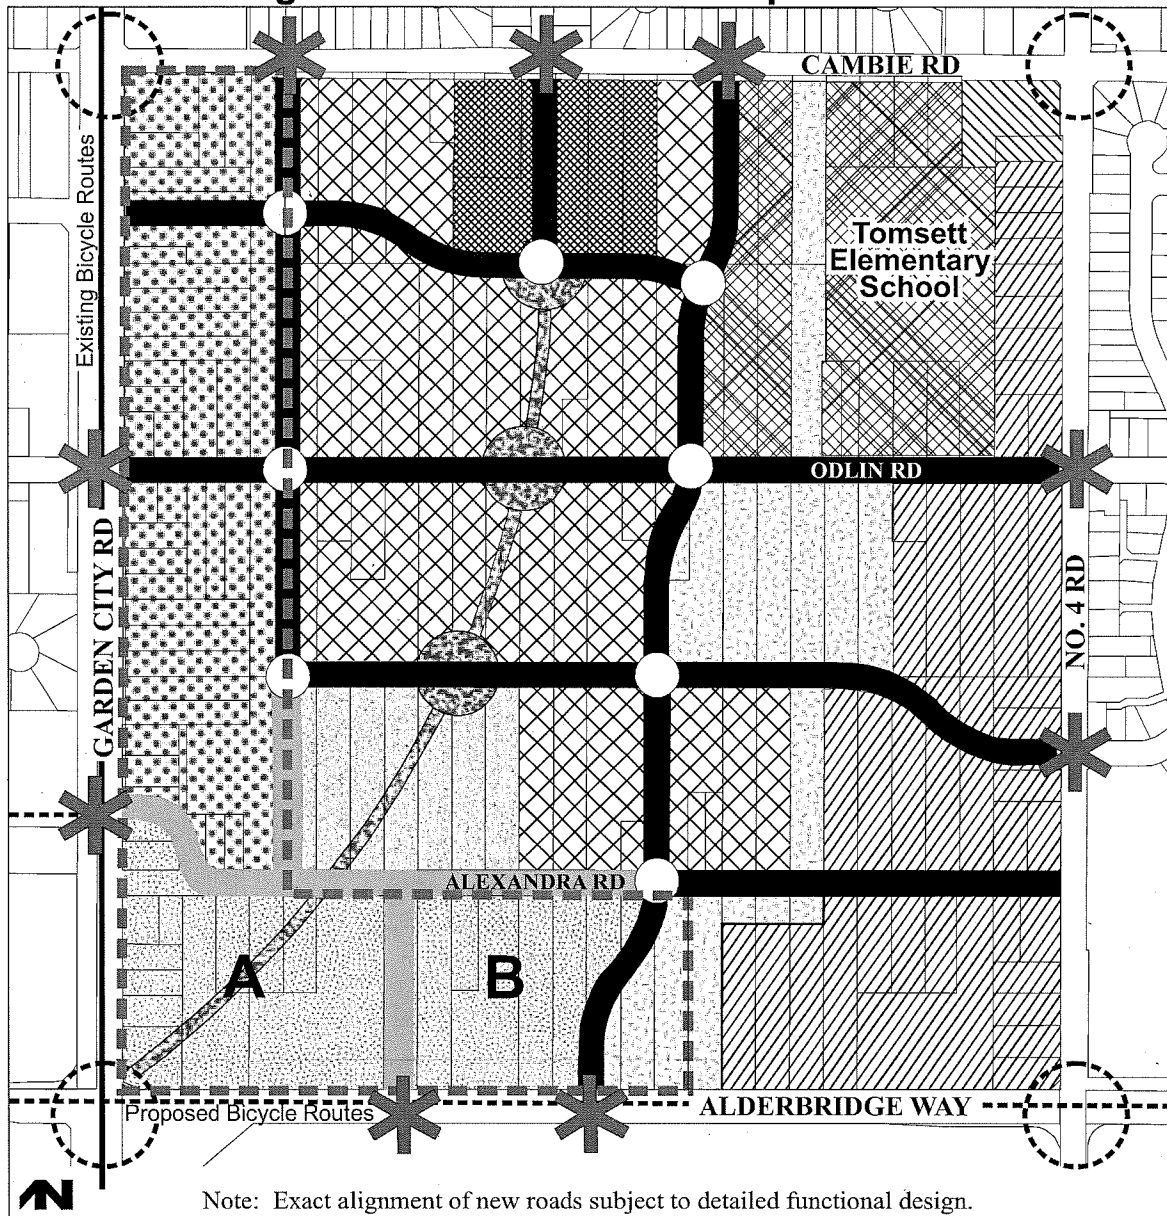 CAMBIE RD
Existing Bicycle Routes
Tomsett
Elementary
School
ODLIN RD
GARDEN CITY RD
NO. 4 RD
ALEXANDRA RD
A
B
Proposed Bicycle Routes
ALDERBRIDGE WAY
N
Note: Exact alignment of new roads subject to detailed functional design.